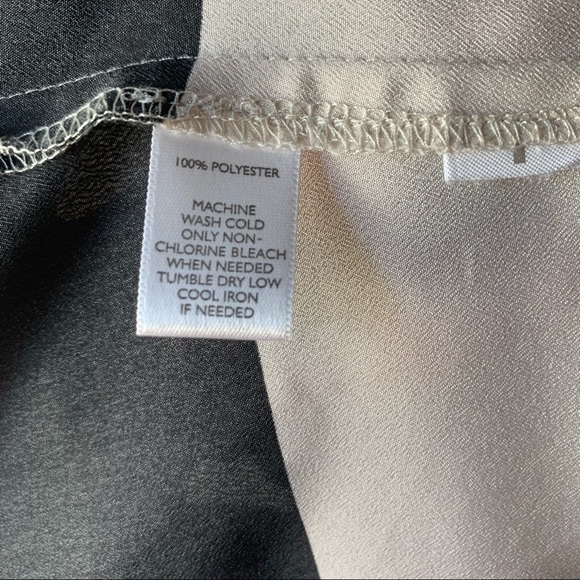 100% POLYESTER
MACHINE
WASH COLD
ONLY NON-
CHLORINE BLEACH
WHEN NEEDED
TUMBLE DRY LOW
COOL IRON
IF NEEDED